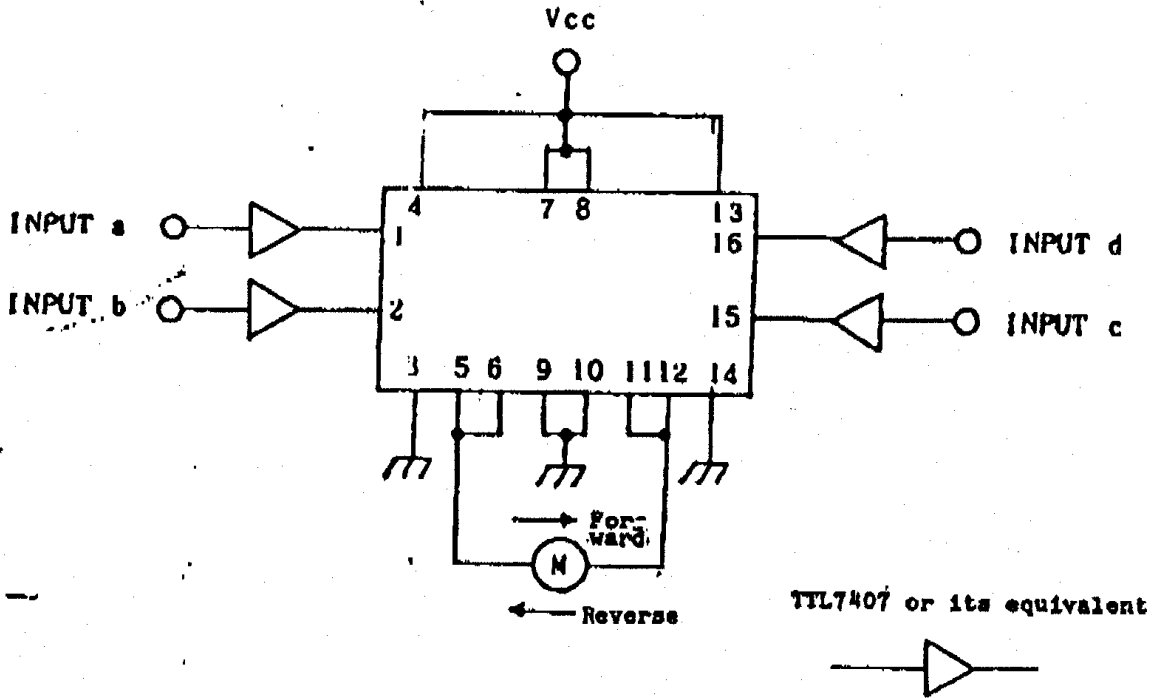 Vcc
4 7 8 13
INPUT a 1 16 INPUT d
INPUT b 2 15 INPUT c
3 5 6 9 10 11 12 14
For-
ward
M
Reverse
TTL7407 or its equivalent